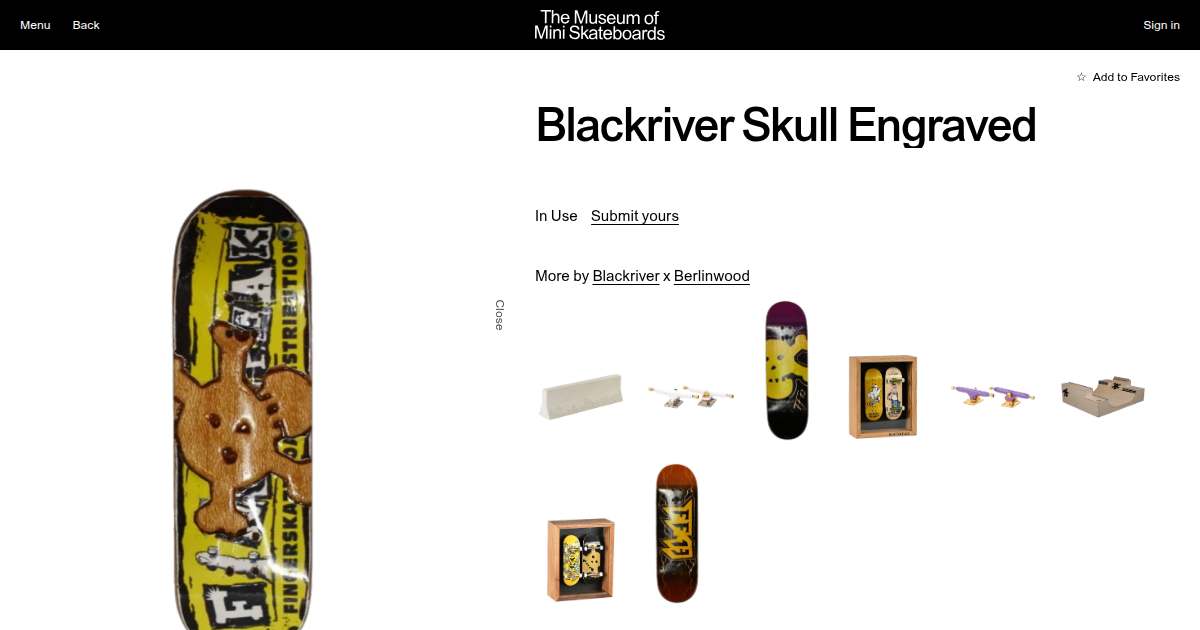 Menu
Back
The Museum of
Mini Skateboards
Sign in
☆ Add to Favorites
Blackriver Skull Engraved
In Use
Submit yours
More by Blackriver x Berlinwood
Close